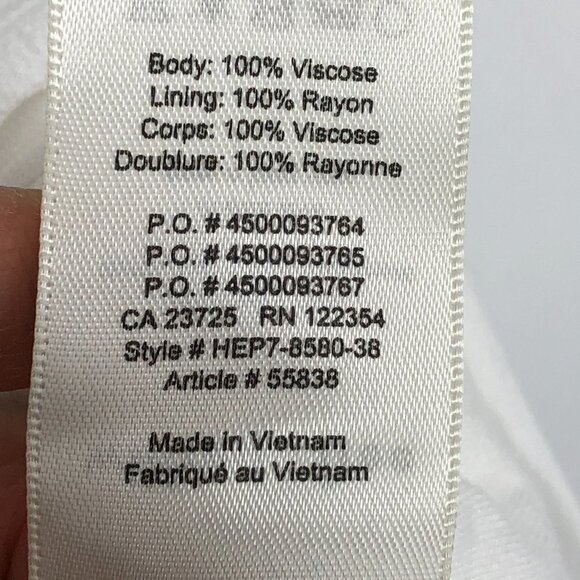 Body: 100% Viscose
Lining: 100% Rayon
Corps: 100% Viscose
Doublure: 100% Rayonne
P.O. # 4500093764
P.O. # 4500093765
P.O. # 4500093767
CA 23725 RN 122354
Style # HEP7-8580-36
Article # 55838
Made in Vietnam
Fabriqué au Vietnam